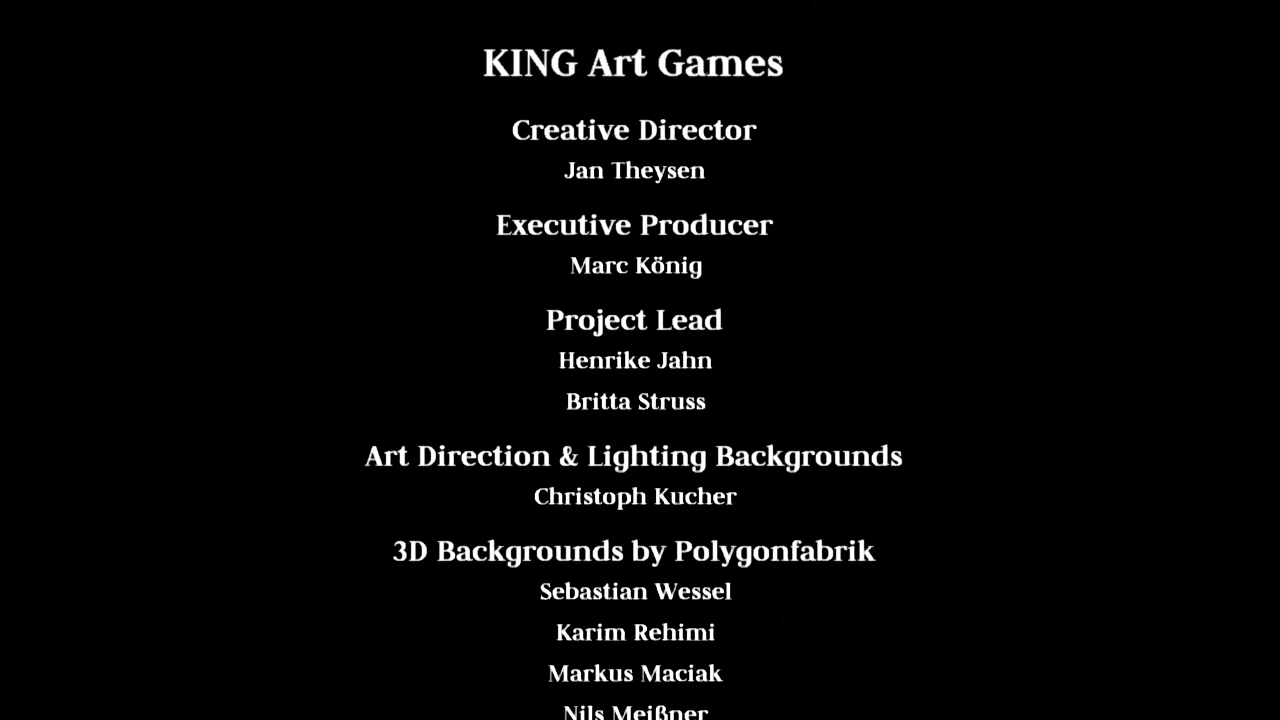 KING Art Games
Creative Director
Jan Theysen
Executive Producer
Marc König
Project Lead
Henrike Jahn
Britta Struss
Art Direction & Lighting Backgrounds
Christoph Kucher
3D Backgrounds by Polygonfabrik
Sebastian Wessel
Karim Rehimi
Markus Maciak
Nils Meißner